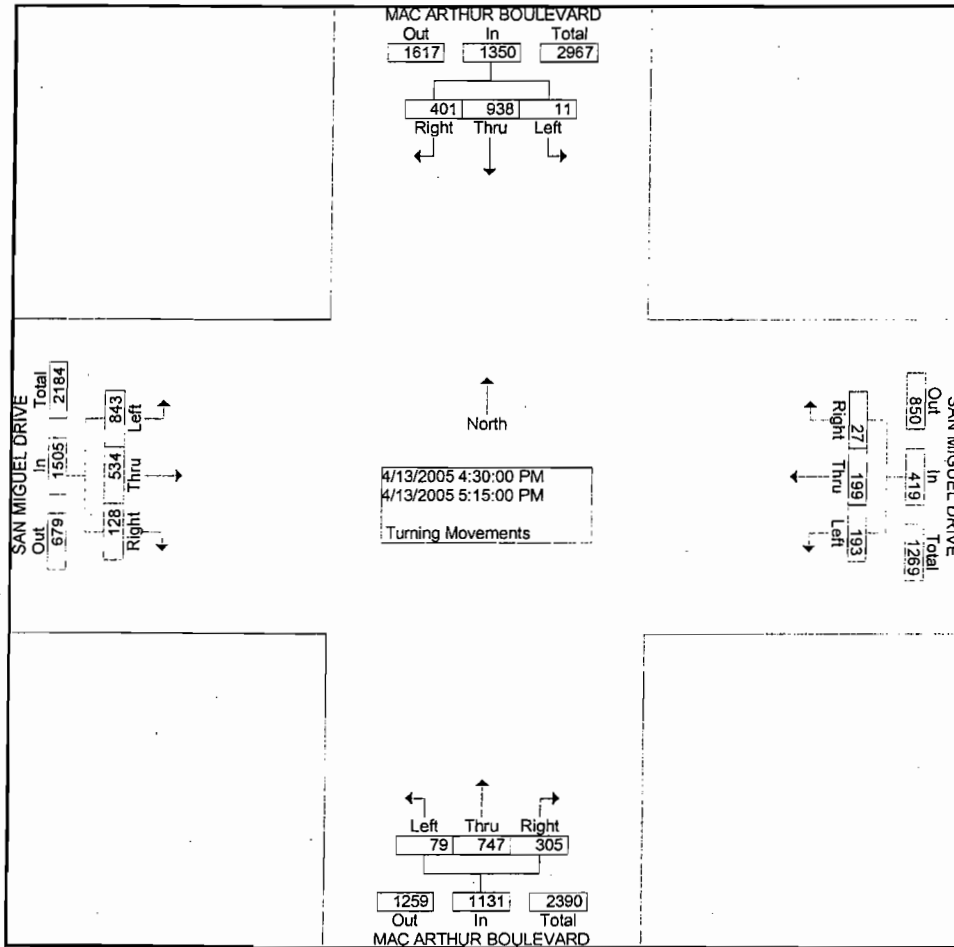 MAC ARTHUR BOULEVARD
Out In Total
1617 1350 2967
401 938 11
Right Thru Left
SAN MIGUEL DRIVE
Out In Total
679 1505 2184
Left Thru Right
843 534 128
North
4/13/2005 4:30:00 PM
4/13/2005 5:15:00 PM
Turning Movements
Right Thru Left
27 199 193
Out In Total
850 419 1269
SAN MIGUEL DRIVE
Left Thru Right
79 747 305
1259 1131 2390
Out In Total
MAC ARTHUR BOULEVARD